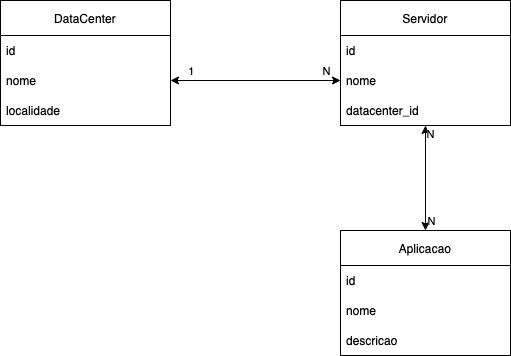 DataCenter
id
nome
localidade
1
N
Servidor
id
nome
datacenter_id
N
N
Aplicacao
id
nome
descricao